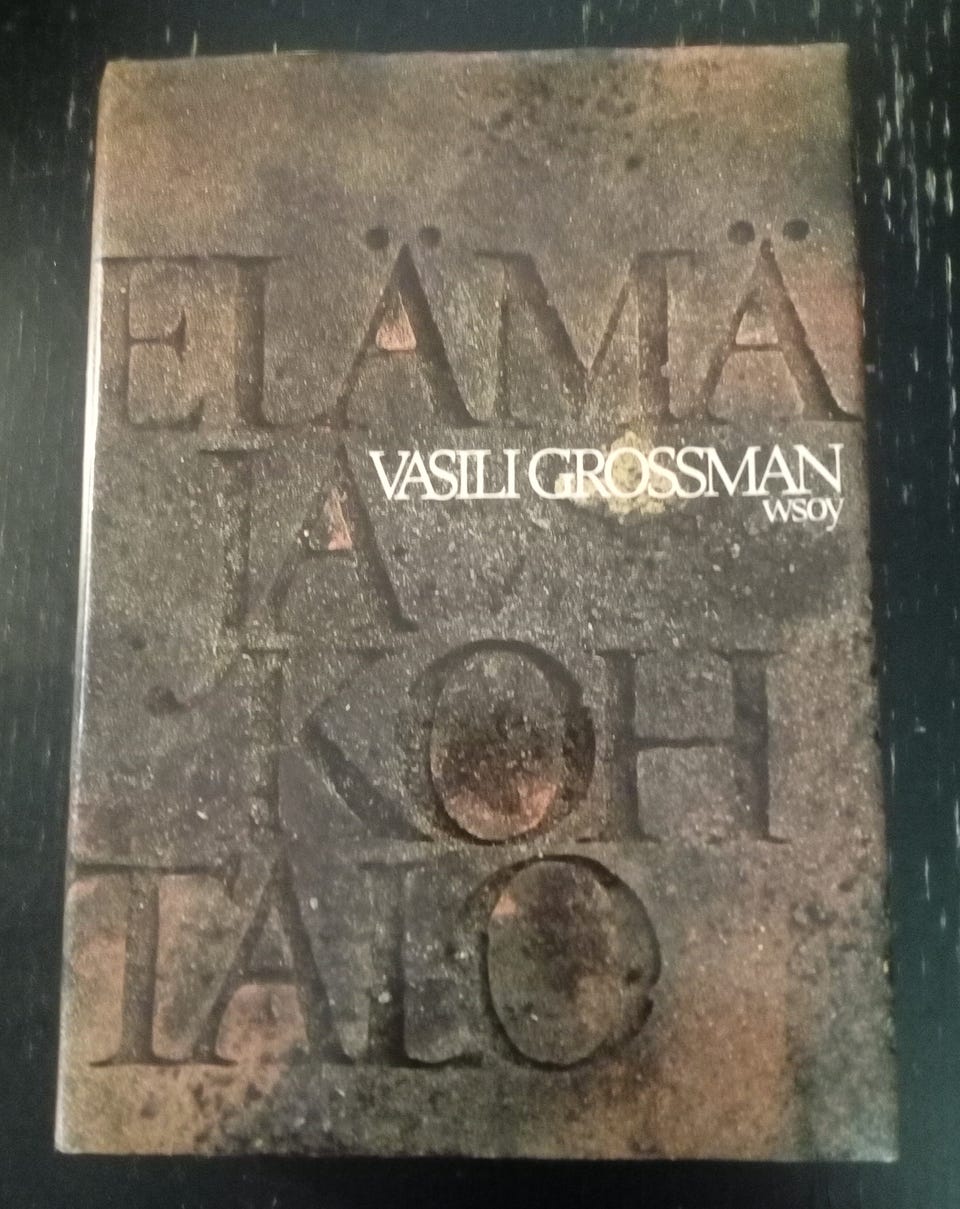 ELÄMÄ
JA
VASILI GROSSMAN
wsoy
KOH
TALO